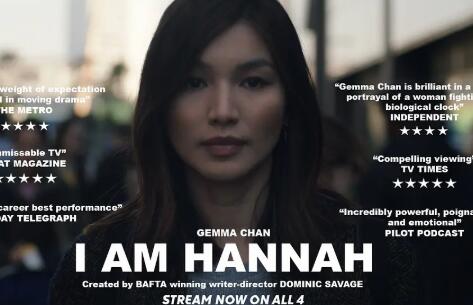 weight of expectation
in moving drama"
THE METRO
★★★★
missable TV"
AT MAGAZINE
★★★★★
career best performance"
DAY TELEGRAPH
"Gemma Chan is brilliant in a
portrayal of a woman fighti
biological clock"
INDEPENDENT
★★★★
"Compelling viewing"
TV TIMES
★★★★★
"Incredibly powerful, poigna
and emotional"
PILOT PODCAST
GEMMA CHAN
I AM HANNAH
Created by BAFTA winning writer-director DOMINIC SAVAGE
STREAM NOW ON ALL 4